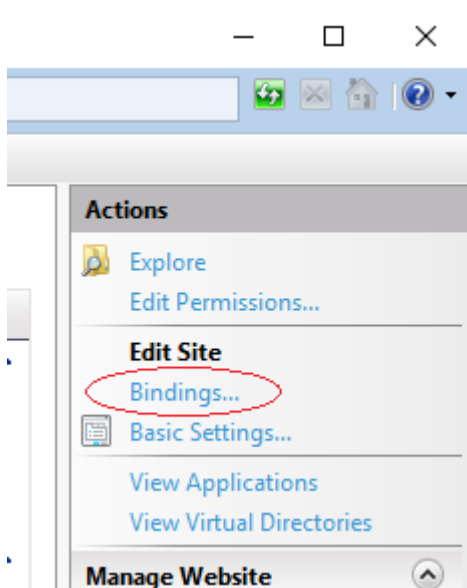 Actions
Explore
Edit Permissions...
Edit Site
Bindings...
Basic Settings...
View Applications
View Virtual Directories
Manage Website